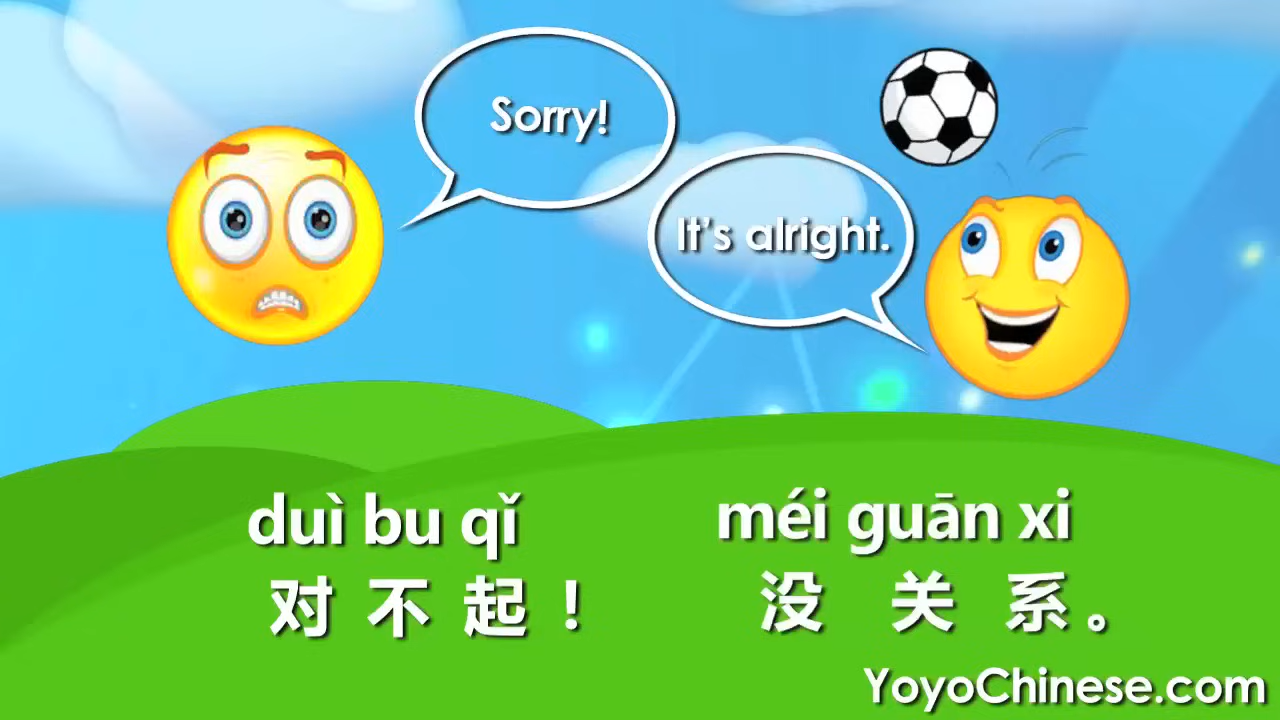 Sorry!
It's alright.
duì bu qǐ
对不起！
méi guān xi
没关系。
YoyoChinese.com